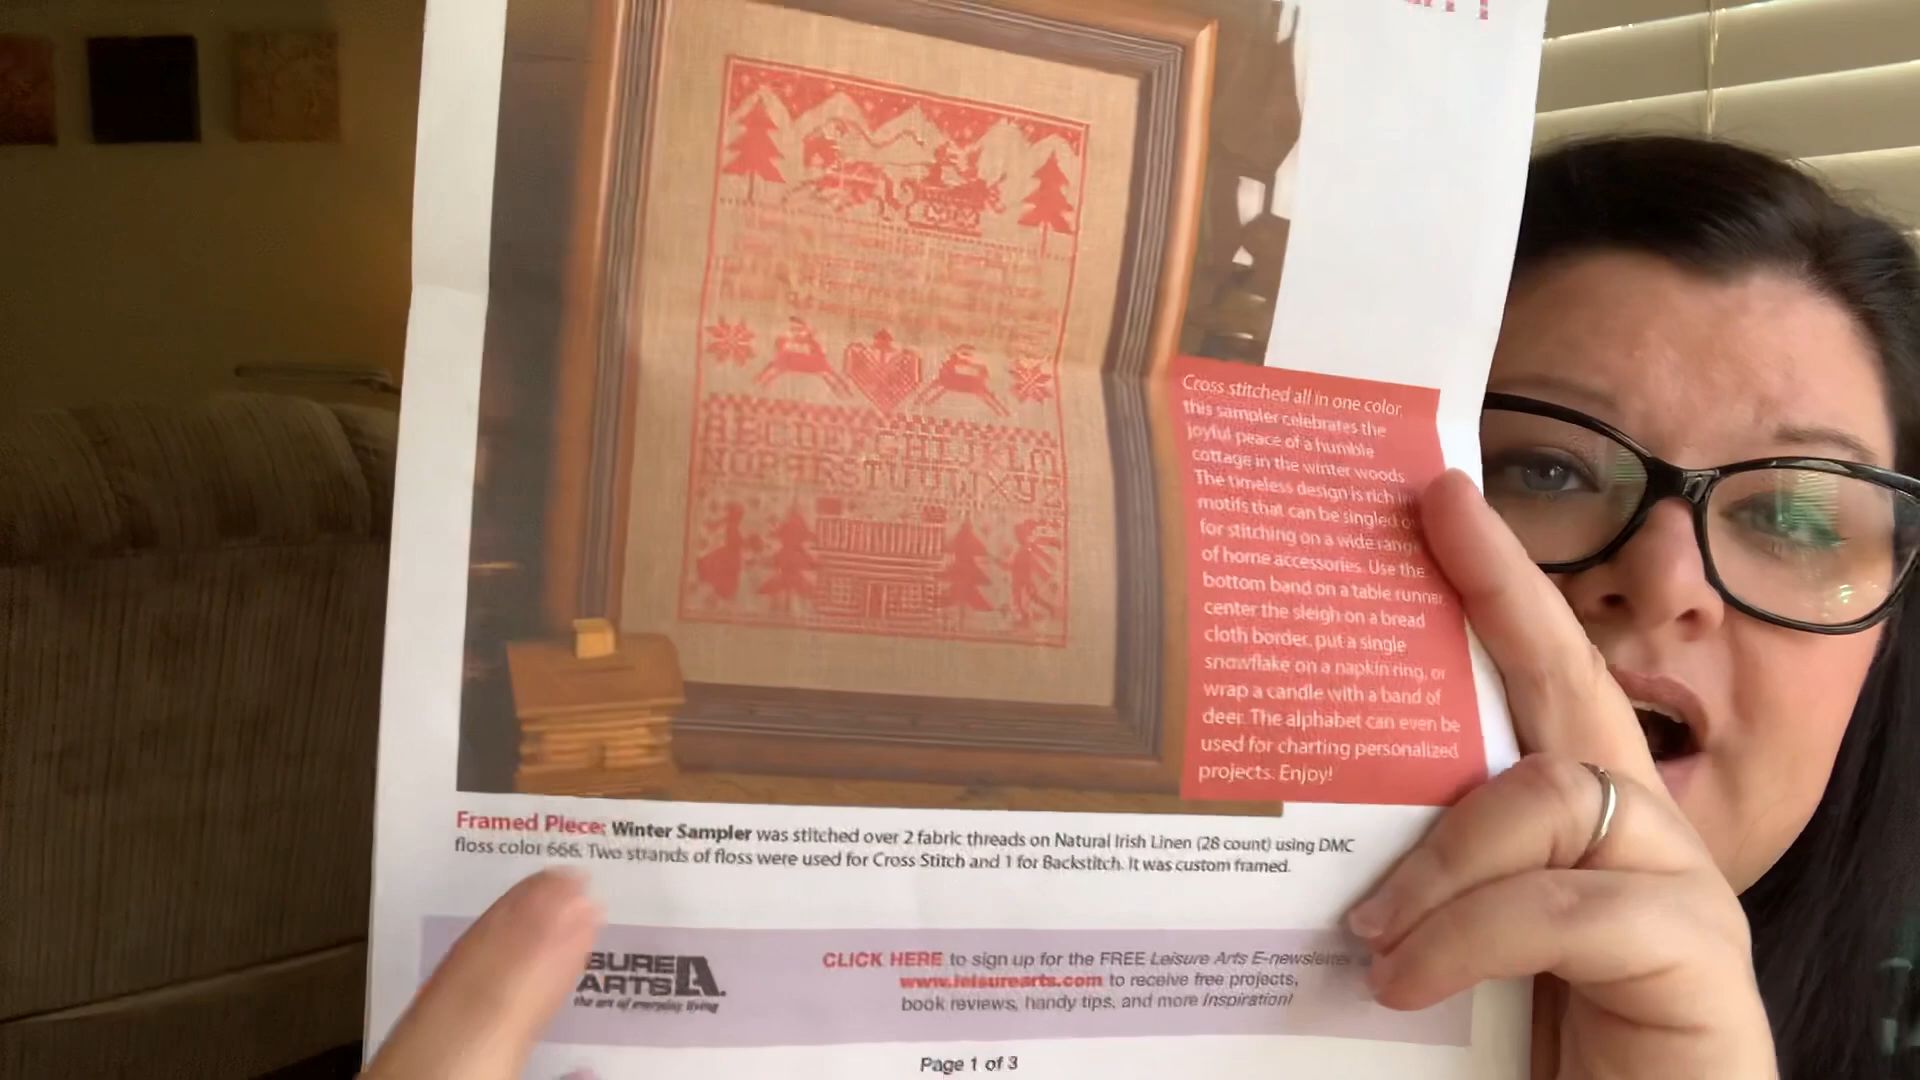 ABCDEFGHIJKLM
NOPQRSTUVWXYZ
Cross stitched all in one color,
this sampler celebrates the
joyful peace of a humble
cottage in the winter woods.
The timeless design is rich
motifs that can be singled
for stitching on a wide
of home accessories. Use the
bottom band on a table runner,
center the sleigh on a bread
cloth border, put a single
snowflake on a napkin ring, or
wrap a candle with a band of
deer. The alphabet can even be
used for charting personalized
projects. Enjoy!
Framed Piece: Winter Sampler was stitched over 2 fabric threads on Natural Irish Linen (28 count) using DMC
floss color 666. Two strands of floss were used for Cross Stitch and 1 for Backstitch. It was custom framed.
SURE
ARTS
the art of everyday living
CLICK HERE to sign up for the FREE Leisure Arts E-newsletter
www.leisurearts.com to receive free projects,
book reviews, handy tips, and more Inspiration!
Page 1 of 3